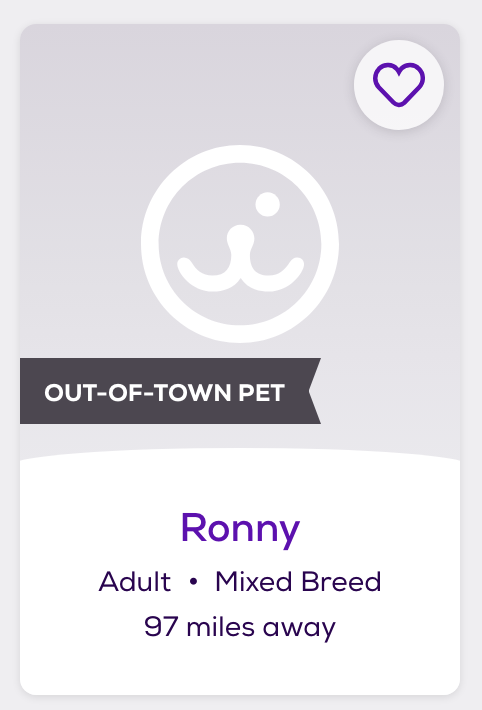 OUT-OF-TOWN PET
Ronny
Adult • Mixed Breed
97 miles away